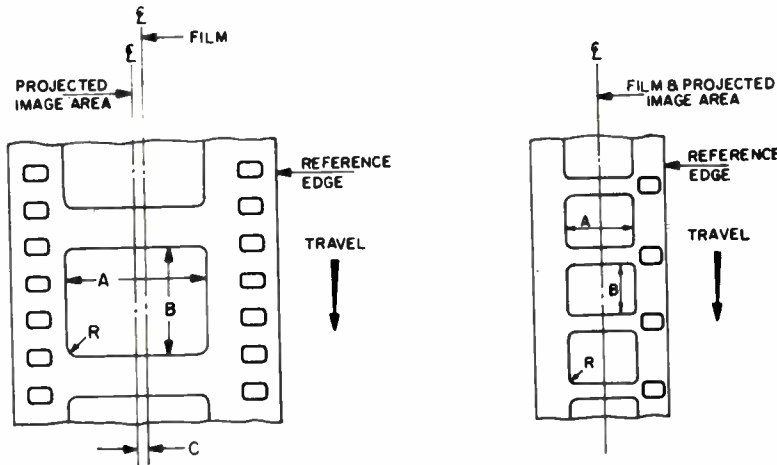 ℄
FILM
℄
PROJECTED
IMAGE AREA
REFERENCE
EDGE
TRAVEL
A
B
R
C
℄
FILM & PROJECTED
IMAGE AREA
REFERENCE
EDGE
A
TRAVEL
B
R